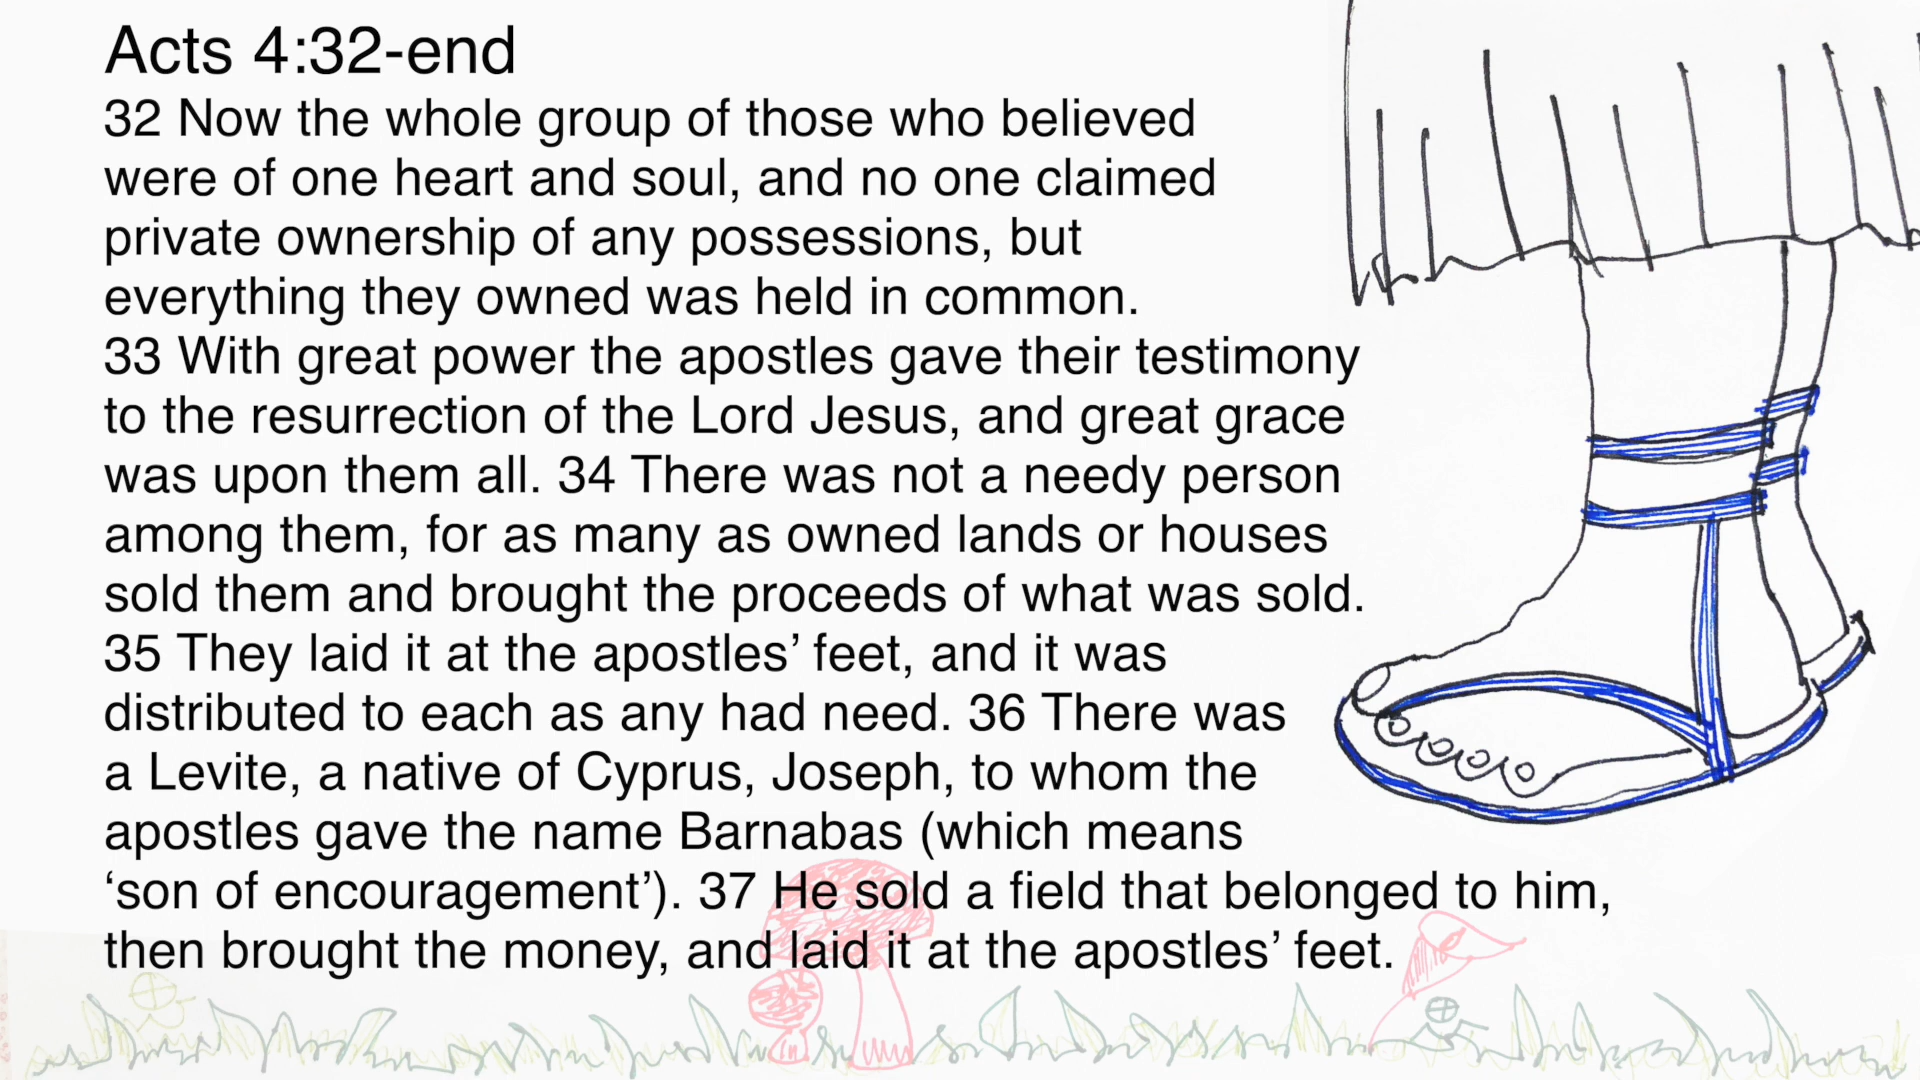 Acts 4:32-end
32 Now the whole group of those who believed
were of one heart and soul, and no one claimed
private ownership of any possessions, but
everything they owned was held in common.
33 With great power the apostles gave their testimony
to the resurrection of the Lord Jesus, and great grace
was upon them all. 34 There was not a needy person
among them, for as many as owned lands or houses
sold them and brought the proceeds of what was sold.
35 They laid it at the apostles’ feet, and it was
distributed to each as any had need. 36 There was
a Levite, a native of Cyprus, Joseph, to whom the
apostles gave the name Barnabas (which means
‘son of encouragement’). 37 He sold a field that belonged to him,
then brought the money, and laid it at the apostles’ feet.